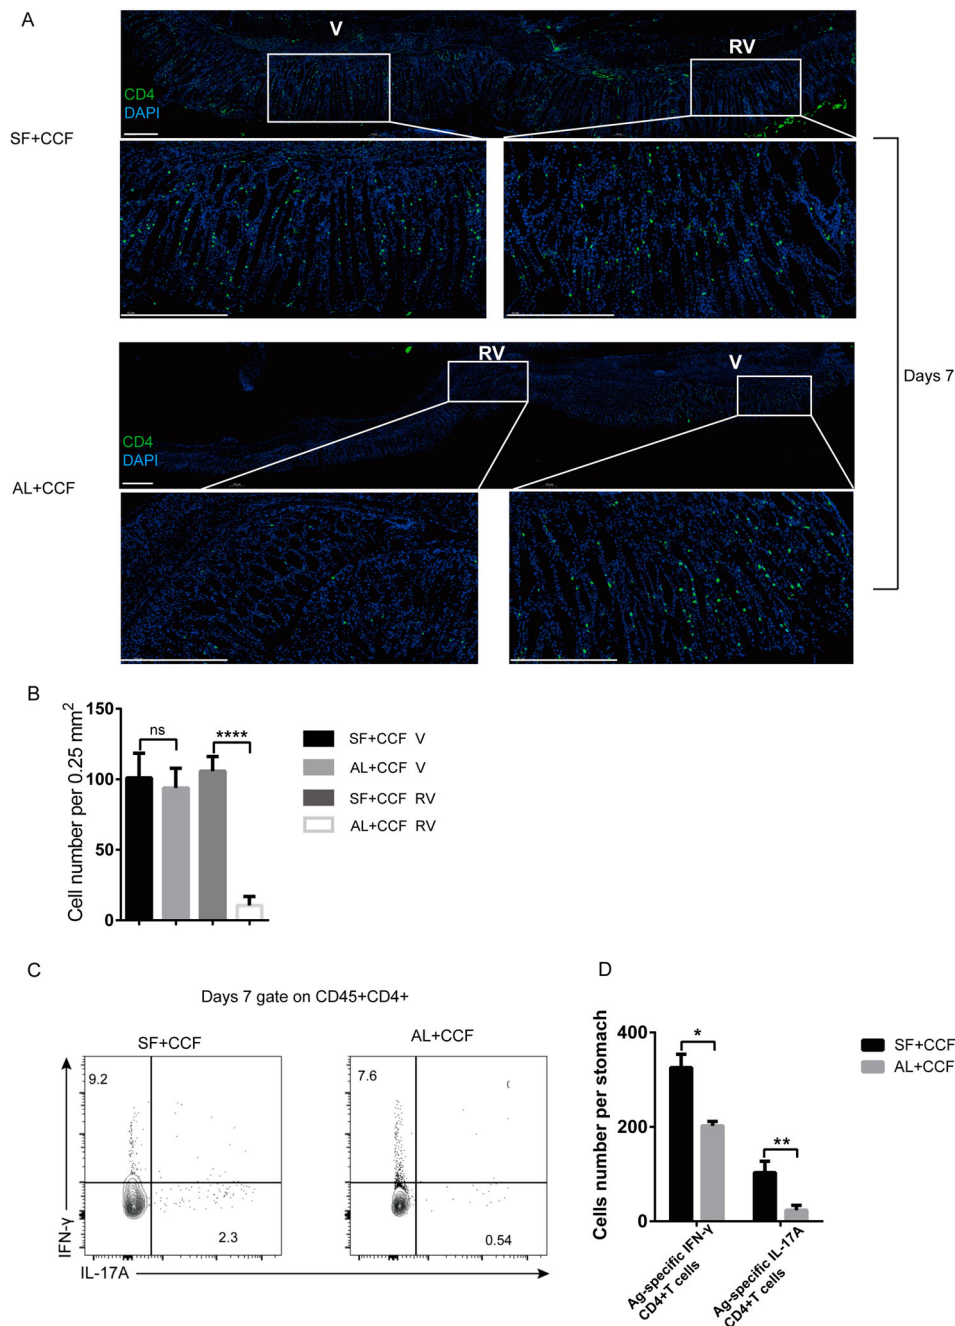 A
V
RV
CD4
DAPI
SF+CCF
RV
V
Days 7
CD4
DAPI
AL+CCF
B
Cell number per 0.25 mm²
150
100
50
0
ns
****
SF+CCF V
AL+CCF V
SF+CCF RV
AL+CCF RV
C
Days 7 gate on CD45+CD4+
SF+CCF
AL+CCF
9.2
2.3
7.6
0.54
IFN-γ
IL-17A
D
Cells number per stomach
400
200
0
*
**
SF+CCF
AL+CCF
Ag-specific IFN-γ
CD4+T cells
Ag-specific IL-17A
CD4+T cells